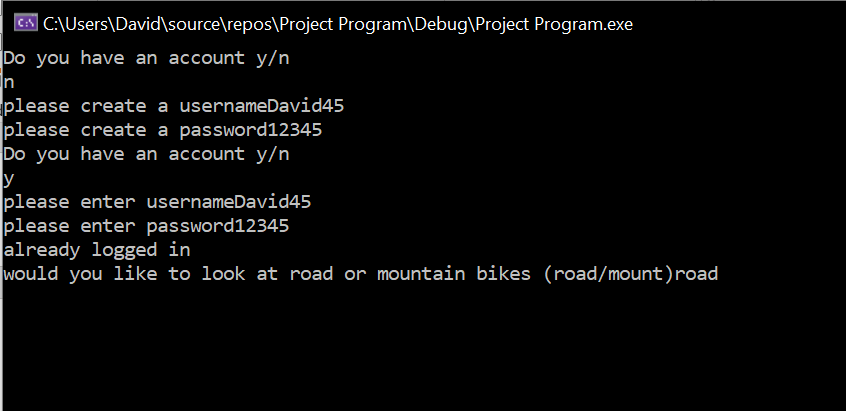 C:\Users\David\source\repos\Project Program\Debug\Project Program.exe
Do you have an account y/n
n
please create a usernameDavid45
please create a password12345
Do you have an account y/n
y
please enter usernameDavid45
please enter password12345
already logged in
would you like to look at road or mountain bikes (road/mount)road